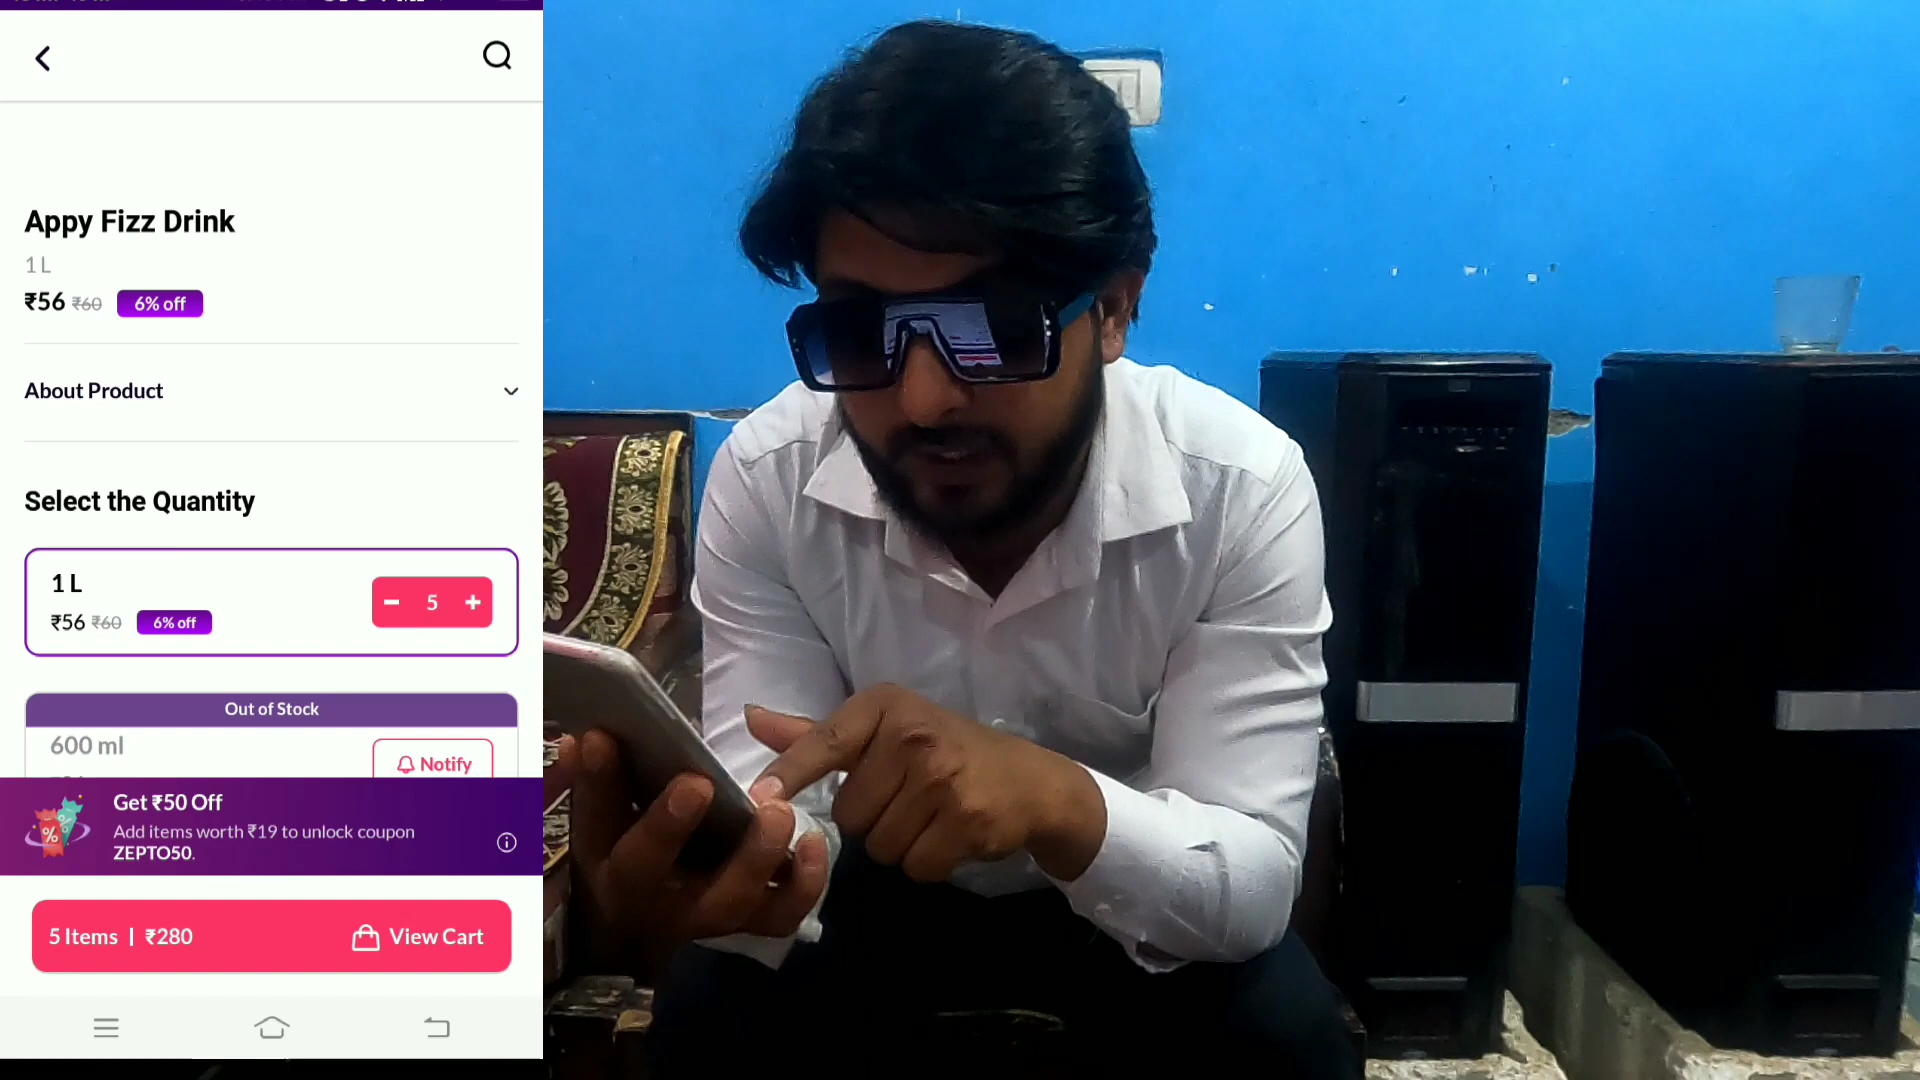 Appy Fizz Drink
1 L
₹56 ₹60 6% off
About Product
Select the Quantity
1 L
₹56 ₹60 6% off
− 5 +
Out of Stock
600 ml
Notify
Get ₹50 Off
Add items worth ₹19 to unlock coupon
ZEPTO50.
5 Items | ₹280
View Cart